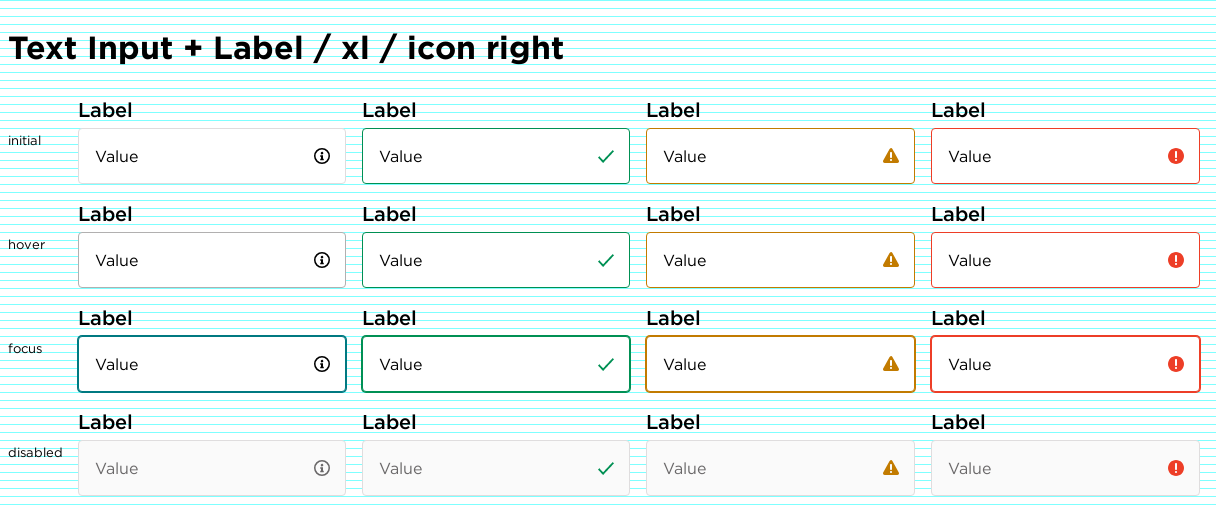 Text Input + Label / xl / icon right
Label Label Label Label
initial Value Value Value Value
Label Label Label Label
hover Value Value Value Value
Label Label Label Label
focus Value Value Value Value
Label Label Label Label
disabled Value Value Value Value